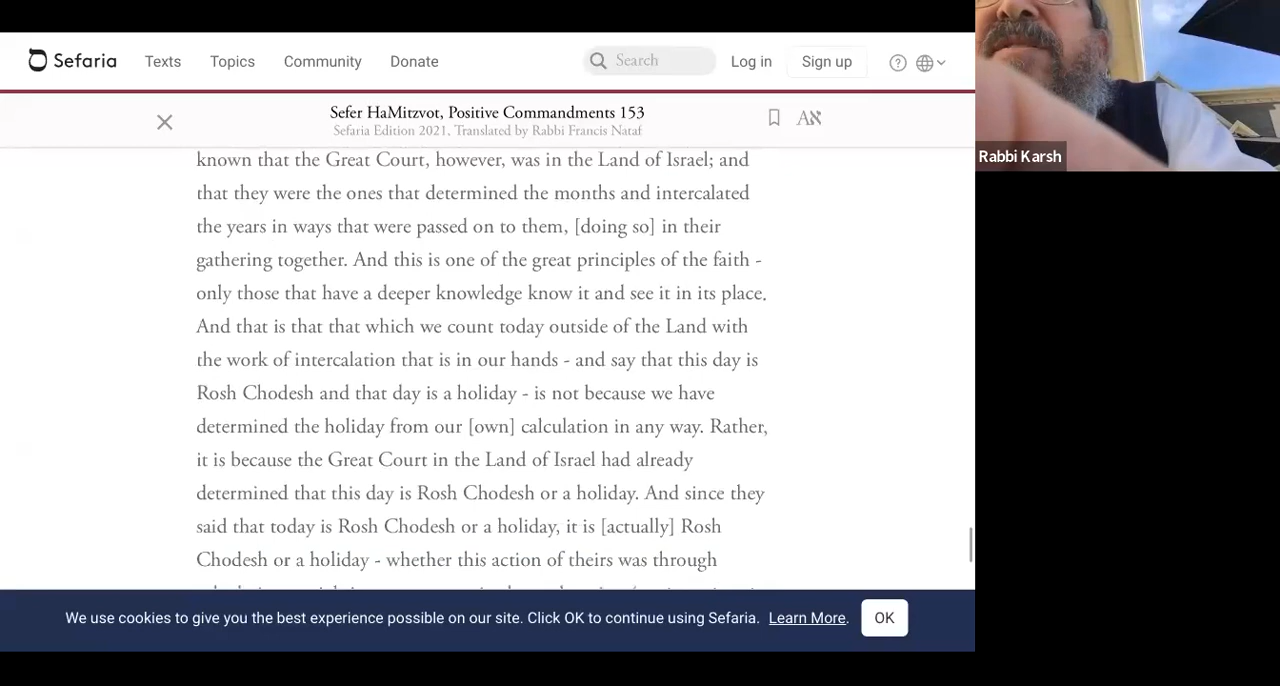 Sefaria Texts Topics Community Donate Search Log in Sign up
Sefer HaMitzvot, Positive Commandments 153
Sefaria Edition 2021, Translated by Rabbi Francis Nataf
known that the Great Court, however, was in the Land of Israel; and
that they were the ones that determined the months and intercalated
the years in ways that were passed on to them, [doing so] in their
gathering together. And this is one of the great principles of the faith -
only those that have a deeper knowledge know it and see it in its place.
And that is that that which we count today outside of the Land with
the work of intercalation that is in our hands - and say that this day is
Rosh Chodesh and that day is a holiday - is not because we have
determined the holiday from our [own] calculation in any way. Rather,
it is because the Great Court in the Land of Israel had already
determined that this day is Rosh Chodesh or a holiday. And since they
said that today is Rosh Chodesh or a holiday, it is [actually] Rosh
Chodesh or a holiday - whether this action of theirs was through
We use cookies to give you the best experience possible on our site. Click OK to continue using Sefaria. Learn More. OK
Rabbi Karsh